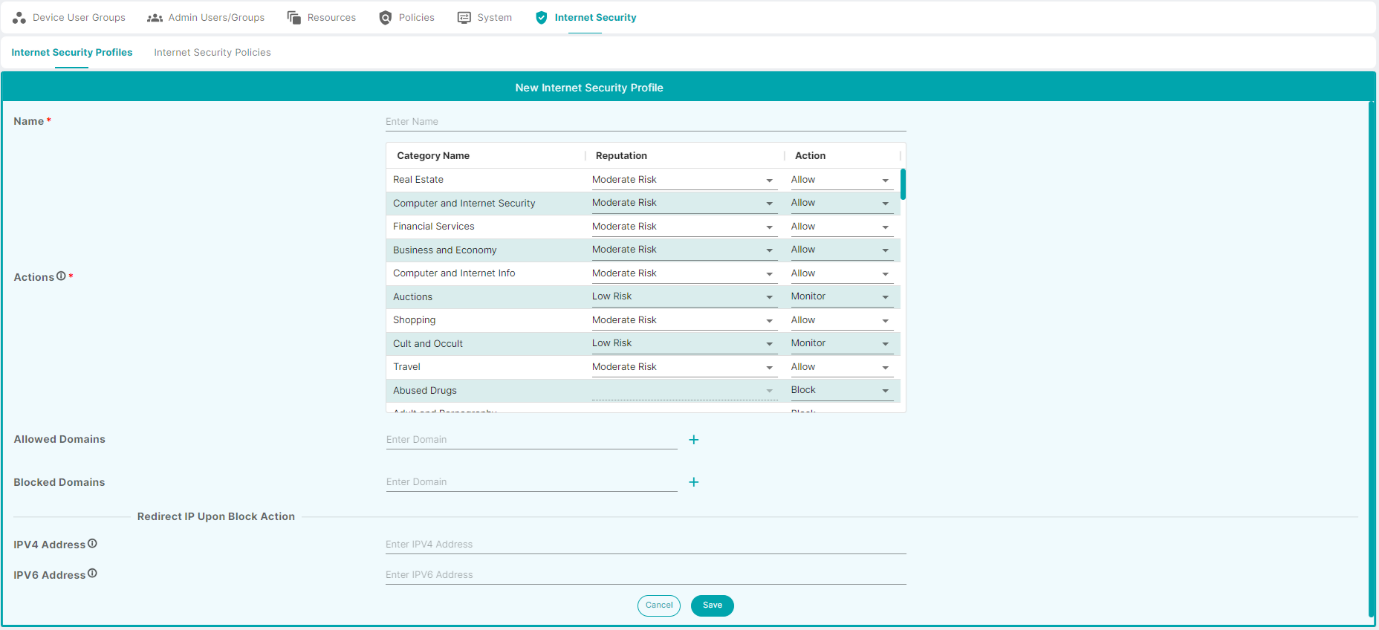 Device User Groups Admin Users/Groups Resources Policies System Internet Security
Internet Security Profiles Internet Security Policies
New Internet Security Profile
Name *
Enter Name
Category Name Reputation Action
Real Estate Moderate Risk Allow
Computer and Internet Security Moderate Risk Allow
Financial Services Moderate Risk Allow
Business and Economy Moderate Risk Allow
Computer and Internet Info Moderate Risk Allow
Actions *
Auctions Low Risk Monitor
Shopping Moderate Risk Allow
Cult and Occult Low Risk Monitor
Travel Moderate Risk Allow
Abused Drugs Block
Adult and Pornography Block
Allowed Domains Enter Domain +
Blocked Domains Enter Domain +
Redirect IP Upon Block Action
IPV4 Address Enter IPV4 Address
IPV6 Address Enter IPV6 Address
Cancel Save